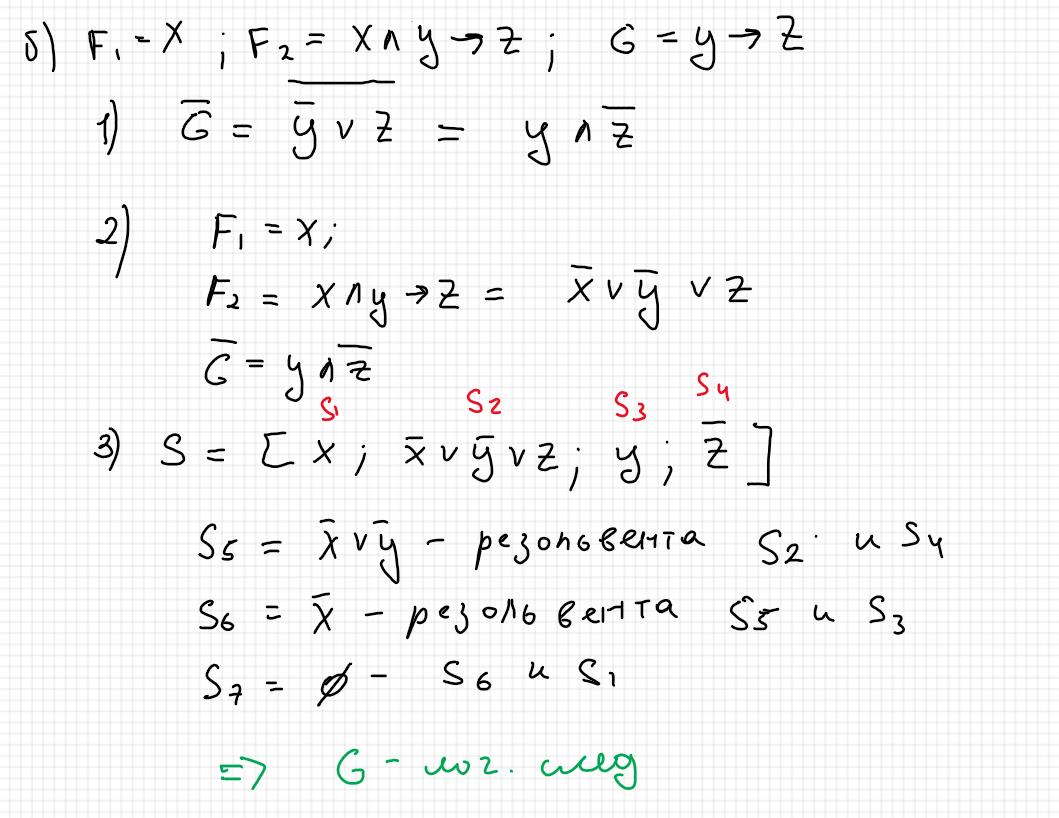 б) F₁ = x ; F₂ = x ∧ y → z ; G = y → z
1) G̅ = \overline{y̅ ∨ z} = y ∧ z̅
2) F₁ = x;
F₂ = x ∧ y → z = x̅ ∨ y̅ ∨ z
G̅ = y ∧ z̅
S₁ S₂ S₃ S₄
3) S = [ x ; x̅ ∨ y̅ ∨ z ; y ; z̅ ]
S₅ = x̅ ∨ y̅ - резольвента S₂ и S₄
S₆ = x̅ - резольвента S₅ и S₃
S₇ = ∅ - S₆ и S₁
=> G - лог. след